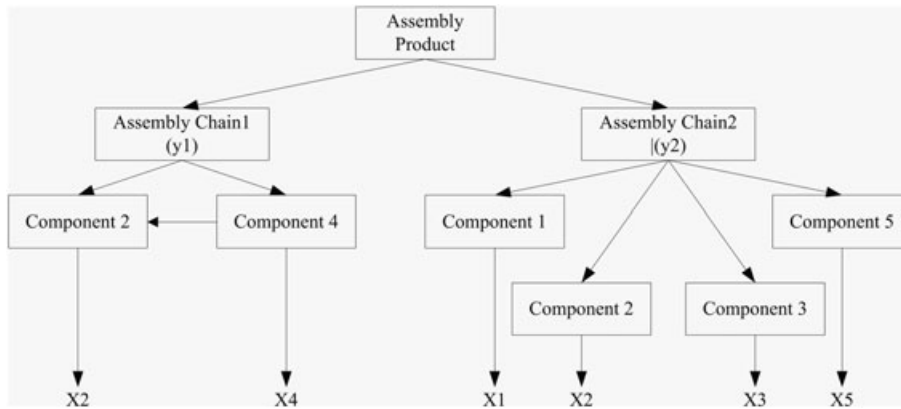 Assembly
Product
Assembly Chain1
(y1)
Assembly Chain2
|(y2)
Component 2
Component 4
Component 1
Component 5
Component 2
Component 3
X2
X4
X1
X2
X3
X5